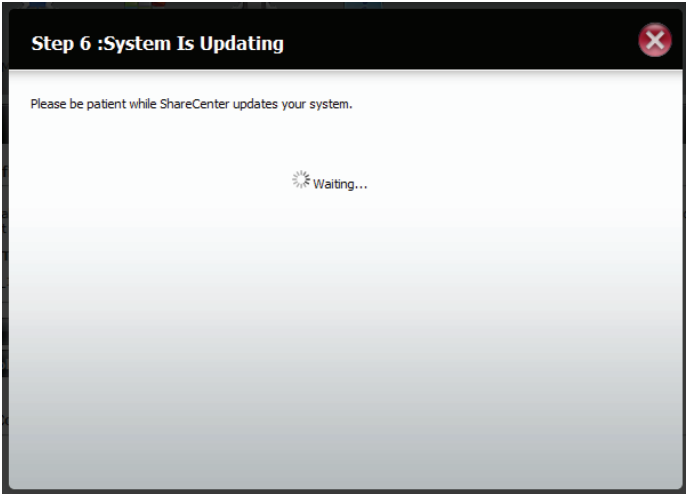 Step 6 :System Is Updating
Please be patient while ShareCenter updates your system.
Waiting...